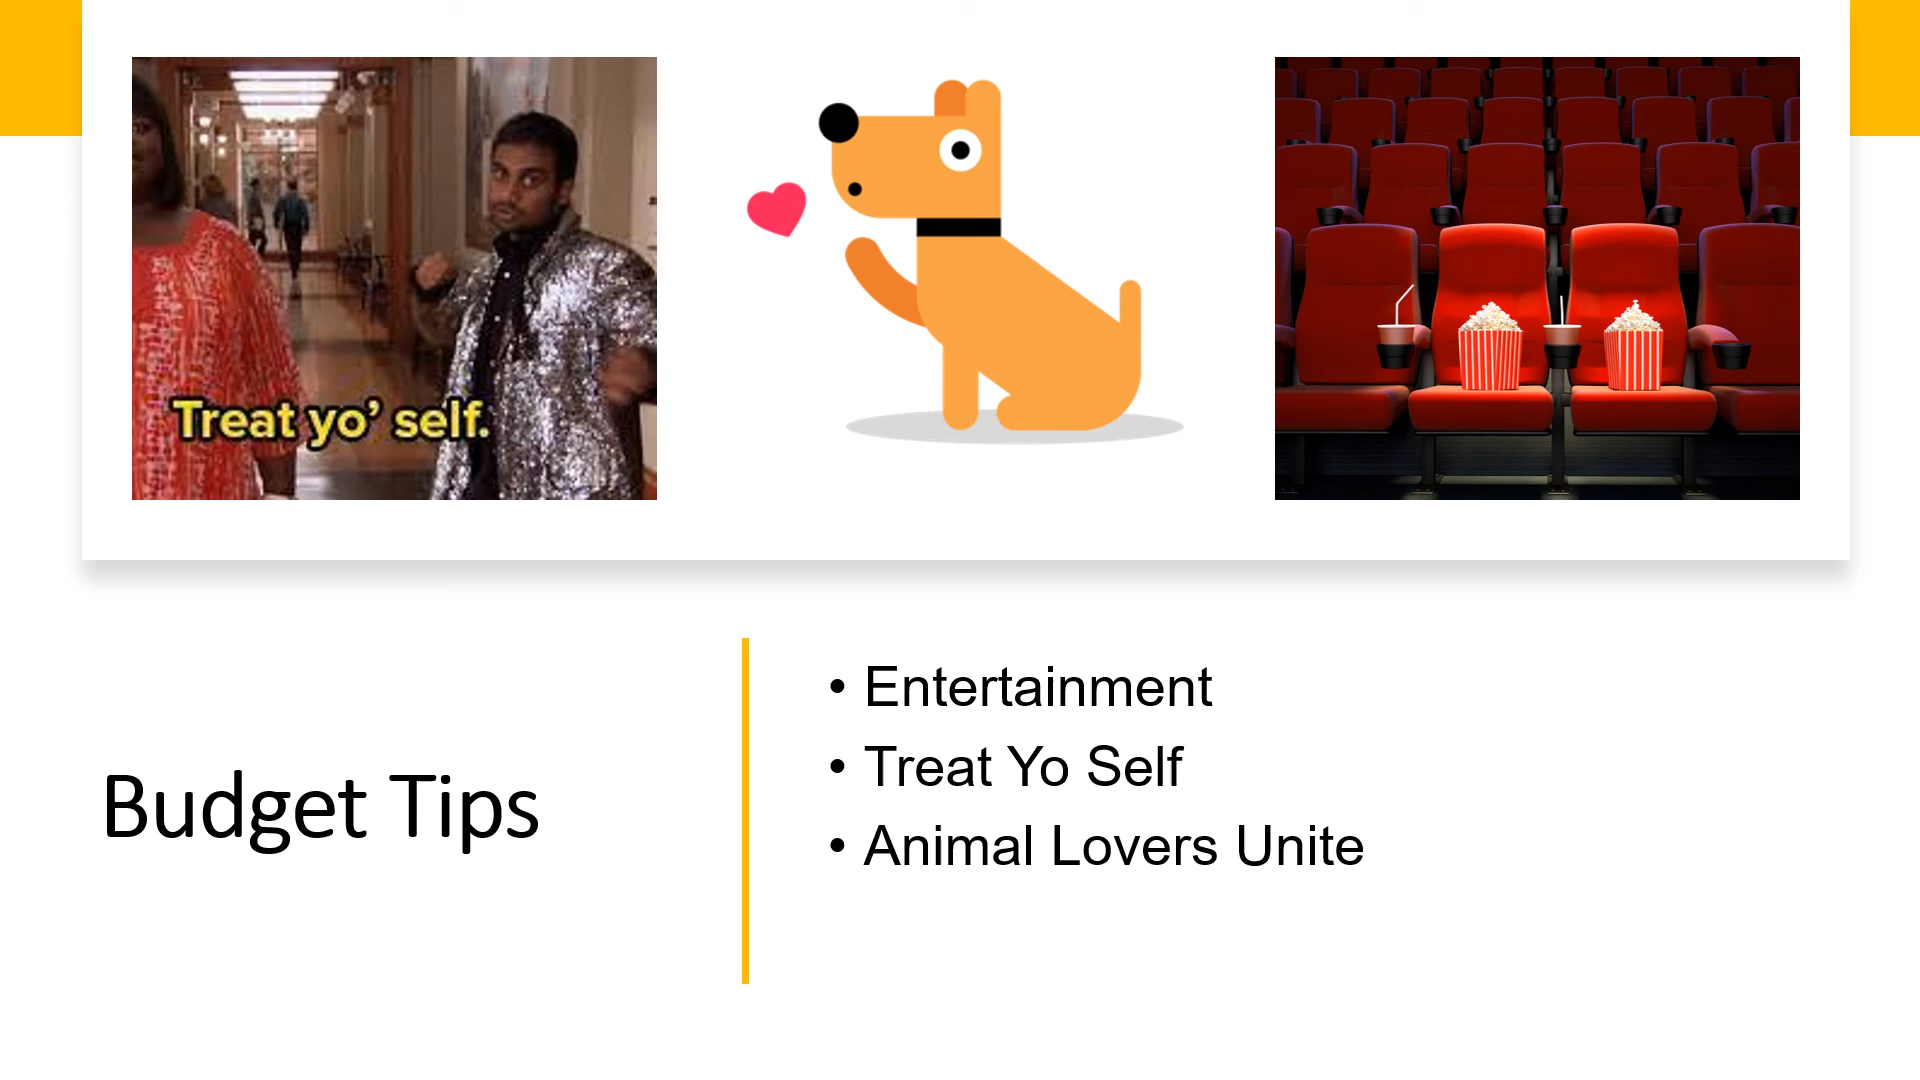 Treat yo’ self.
Budget Tips
• Entertainment
• Treat Yo Self
• Animal Lovers Unite